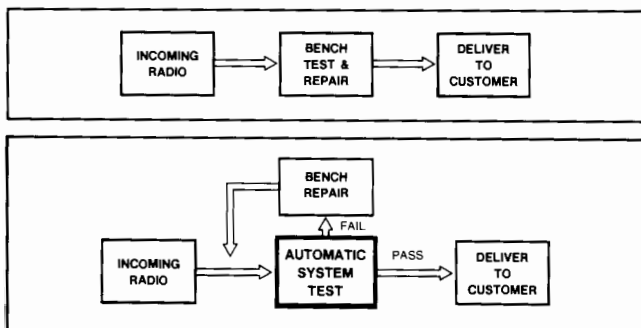 INCOMING
RADIO
BENCH
TEST &
REPAIR
DELIVER
TO
CUSTOMER
BENCH
REPAIR
FAIL
INCOMING
RADIO
AUTOMATIC
SYSTEM
TEST
PASS
DELIVER
TO
CUSTOMER